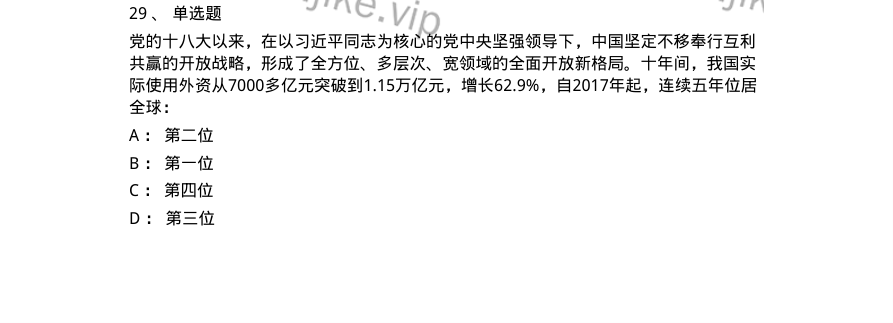 jike.vip
29 、 单选题
党的十八大以来，在以习近平同志为核心的党中央坚强领导下，中国坚定不移奉行互利
共赢的开放战略，形成了全方位、多层次、宽领域的全面开放新格局。十年间，我国实
际使用外资从7000多亿元突破到1.15万亿元，增长62.9%，自2017年起，连续五年位居
全球：
A ： 第二位
B ： 第一位
C ： 第四位
D ： 第三位